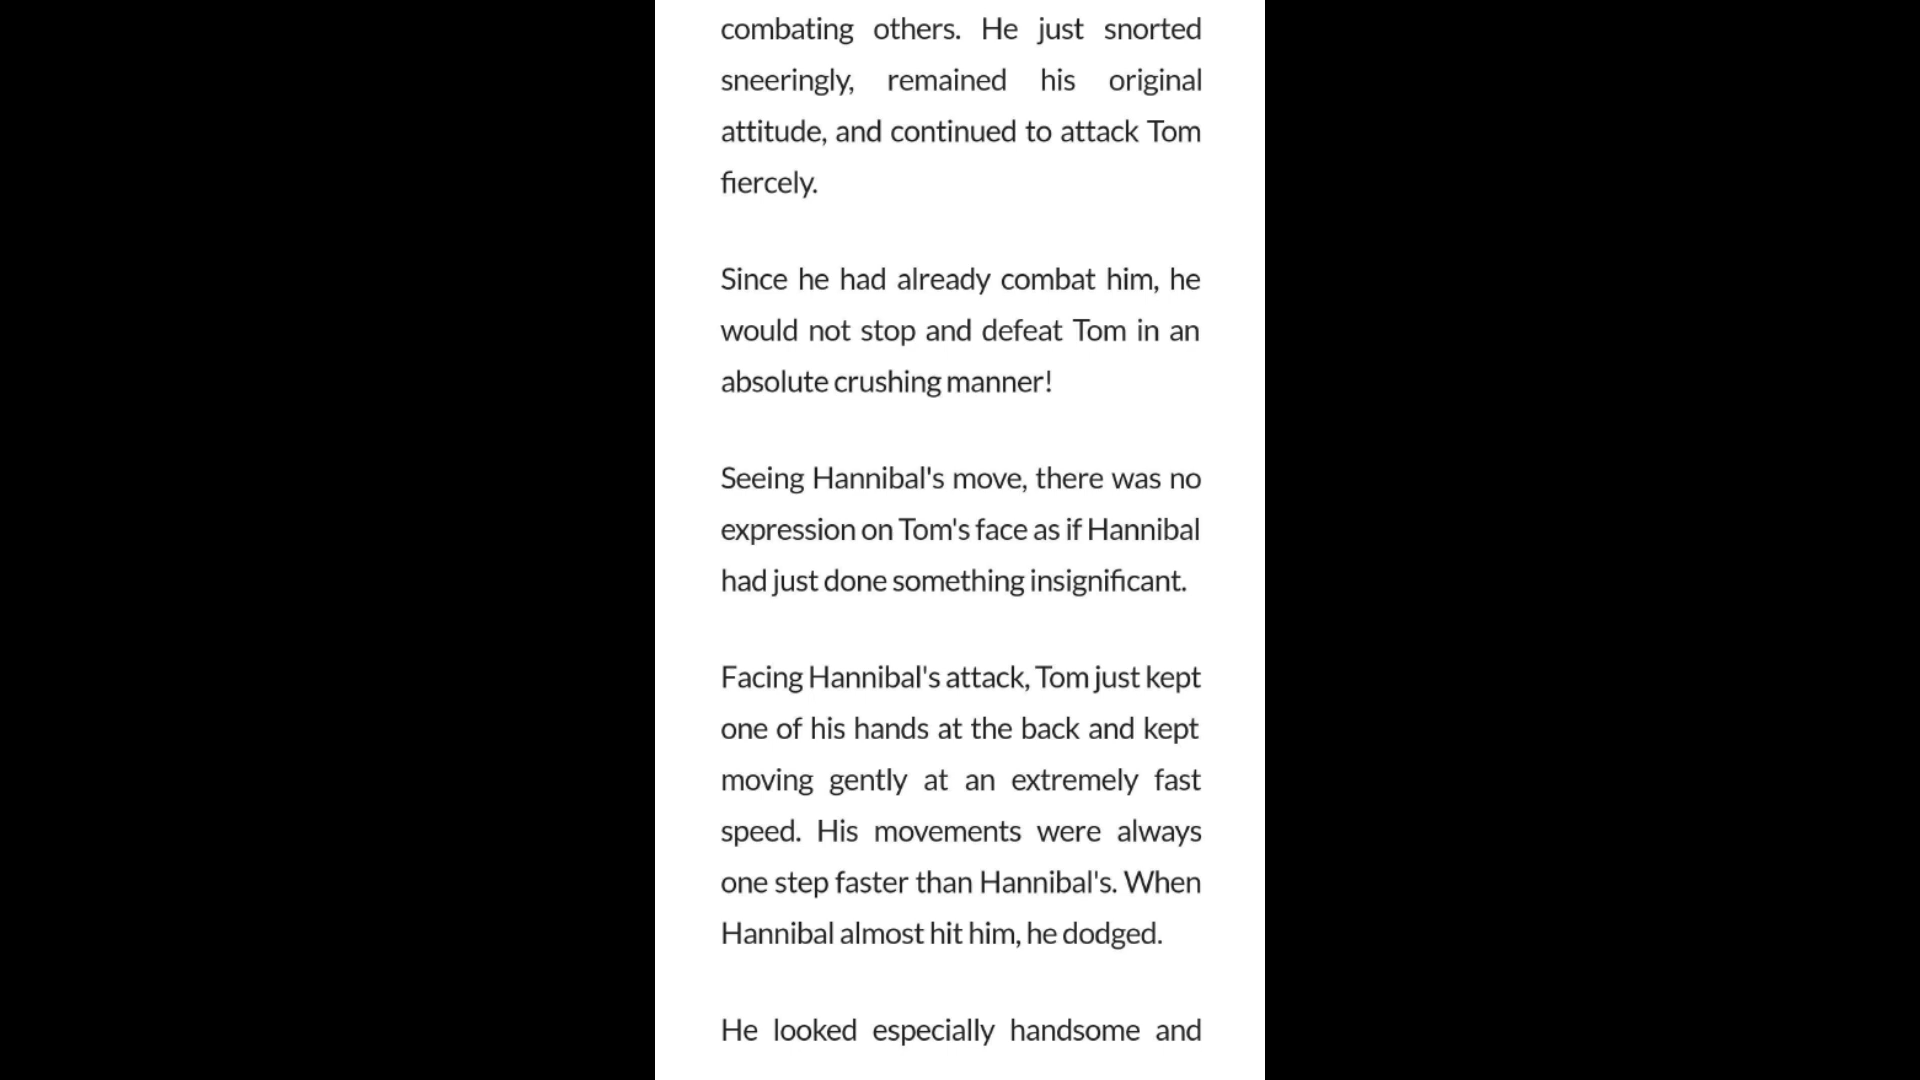 combating others. He just snorted
sneeringly, remained his original
attitude, and continued to attack Tom
fiercely.
Since he had already combat him, he
would not stop and defeat Tom in an
absolute crushing manner!
Seeing Hannibal's move, there was no
expression on Tom's face as if Hannibal
had just done something insignificant.
Facing Hannibal's attack, Tom just kept
one of his hands at the back and kept
moving gently at an extremely fast
speed. His movements were always
one step faster than Hannibal's. When
Hannibal almost hit him, he dodged.
He looked especially handsome and